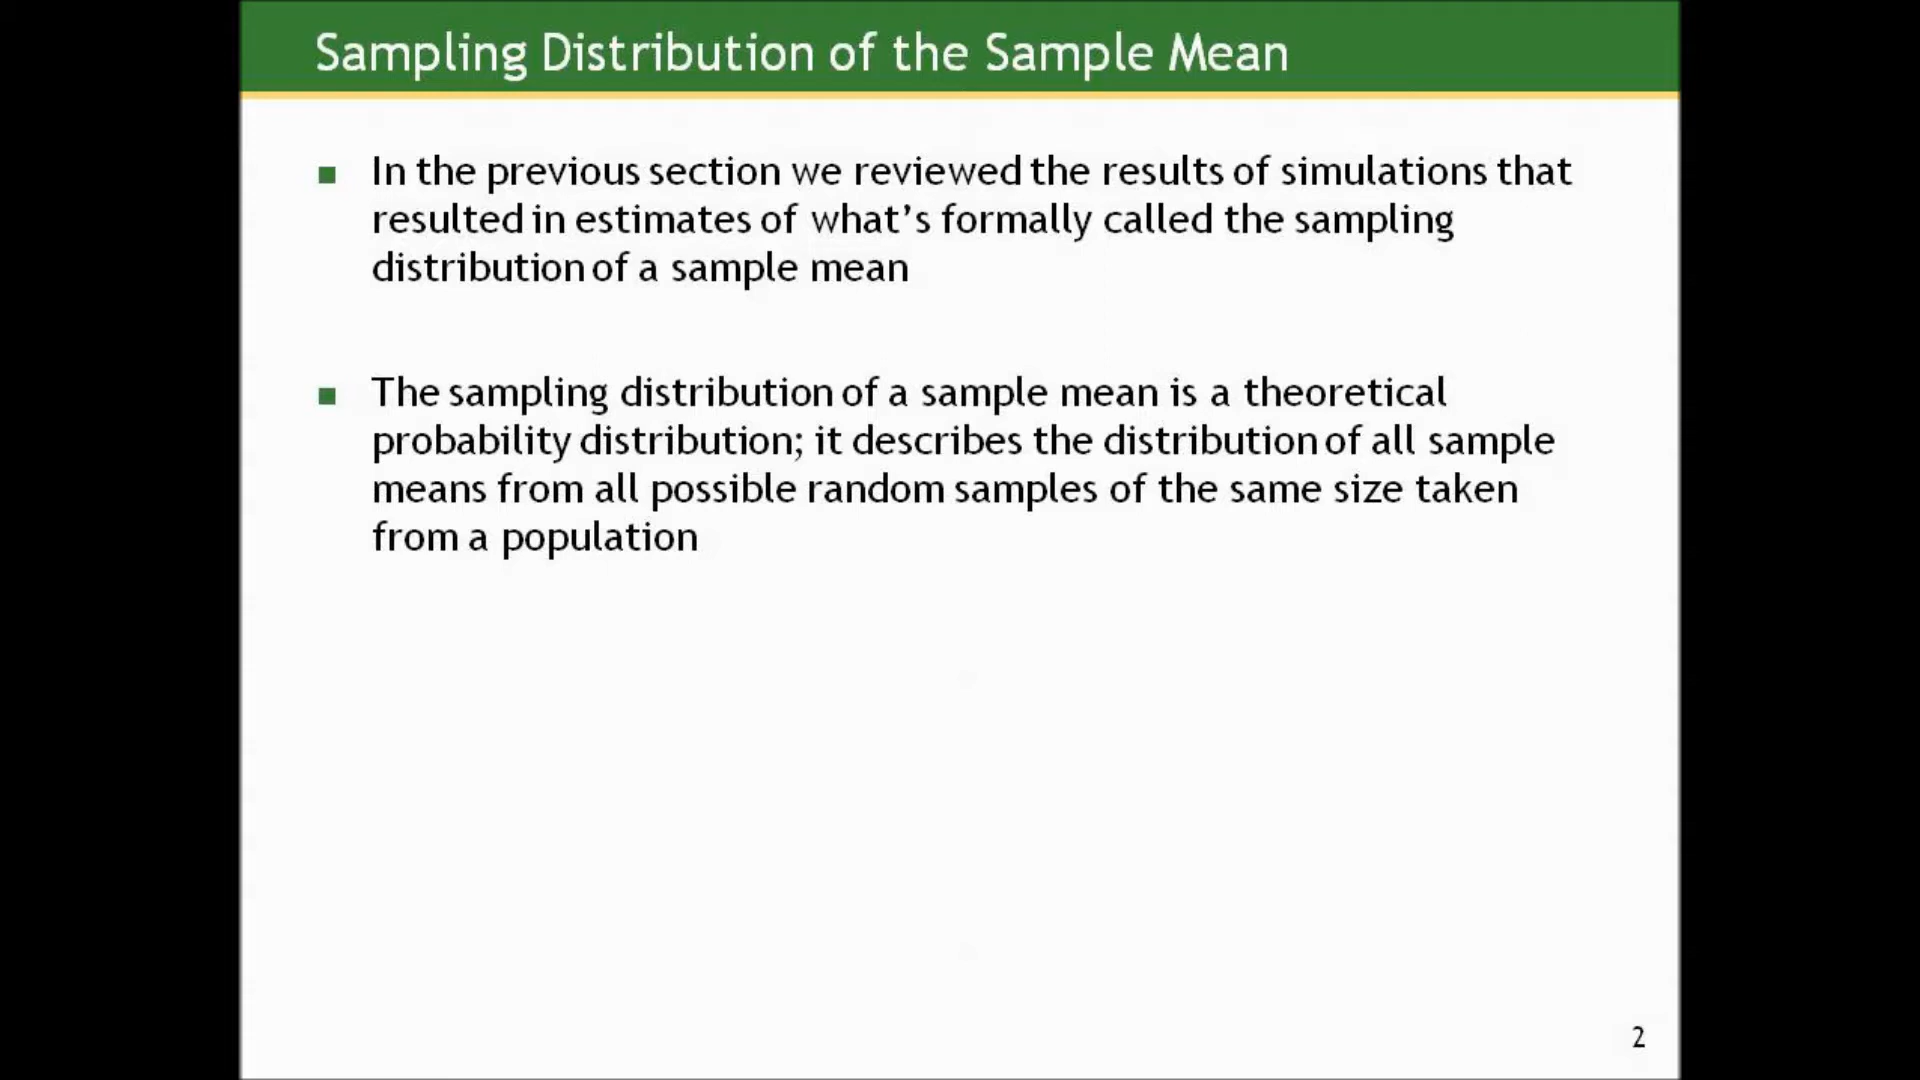 Sampling Distribution of the Sample Mean
In the previous section we reviewed the results of simulations that
resulted in estimates of what’s formally called the sampling
distribution of a sample mean
The sampling distribution of a sample mean is a theoretical
probability distribution; it describes the distribution of all sample
means from all possible random samples of the same size taken
from a population
2